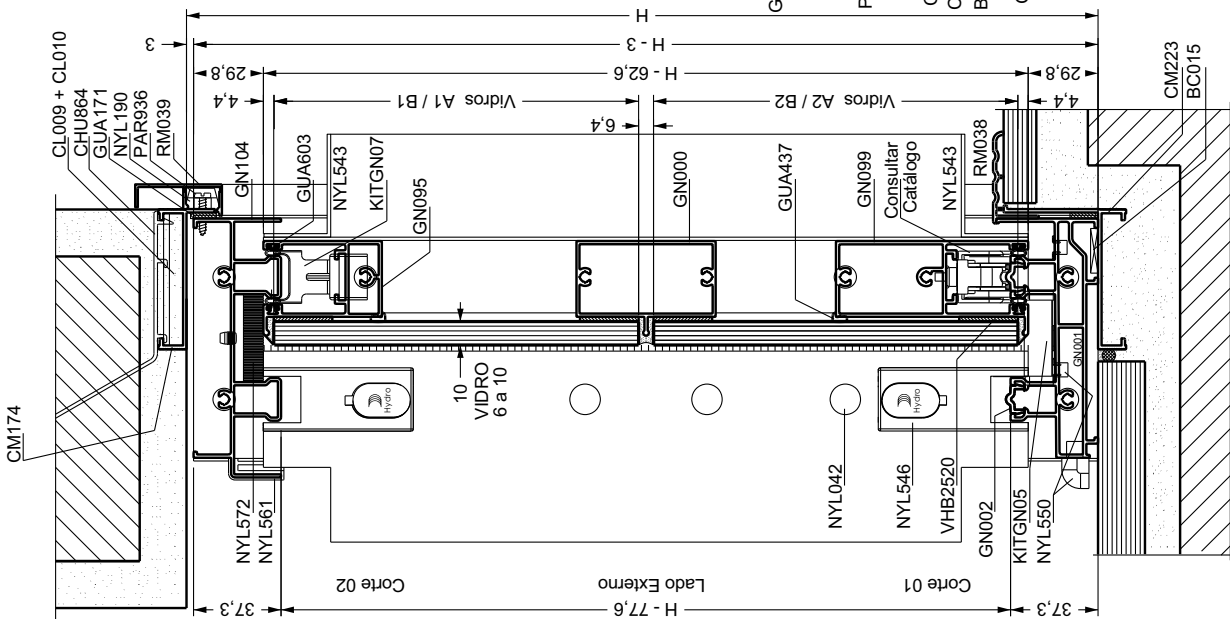 CM174
CL009 + CL010
CHU864
GUA171
NYL190
PAR936
RM039
GN104
GUA603
NYL543
KITGN07
GN095
GN000
GUA437
GN099
Consultar
Catálogo
NYL543
RM038
CM223
BC015
H
H - 3
3
29,8
H - 62,6
29,8
4,4
Vidros A1 / B1
6,4
Vidros A2 / B2
4,4
10
VIDRO
6 a 10
Hydro
Hydro
GN001
NYL572
NYL561
NYL042
NYL546
VHB2520
GN002
KITGN05
NYL550
Corte 02
Lado Externo
Corte 01
37,3
H - 77,6
37,3